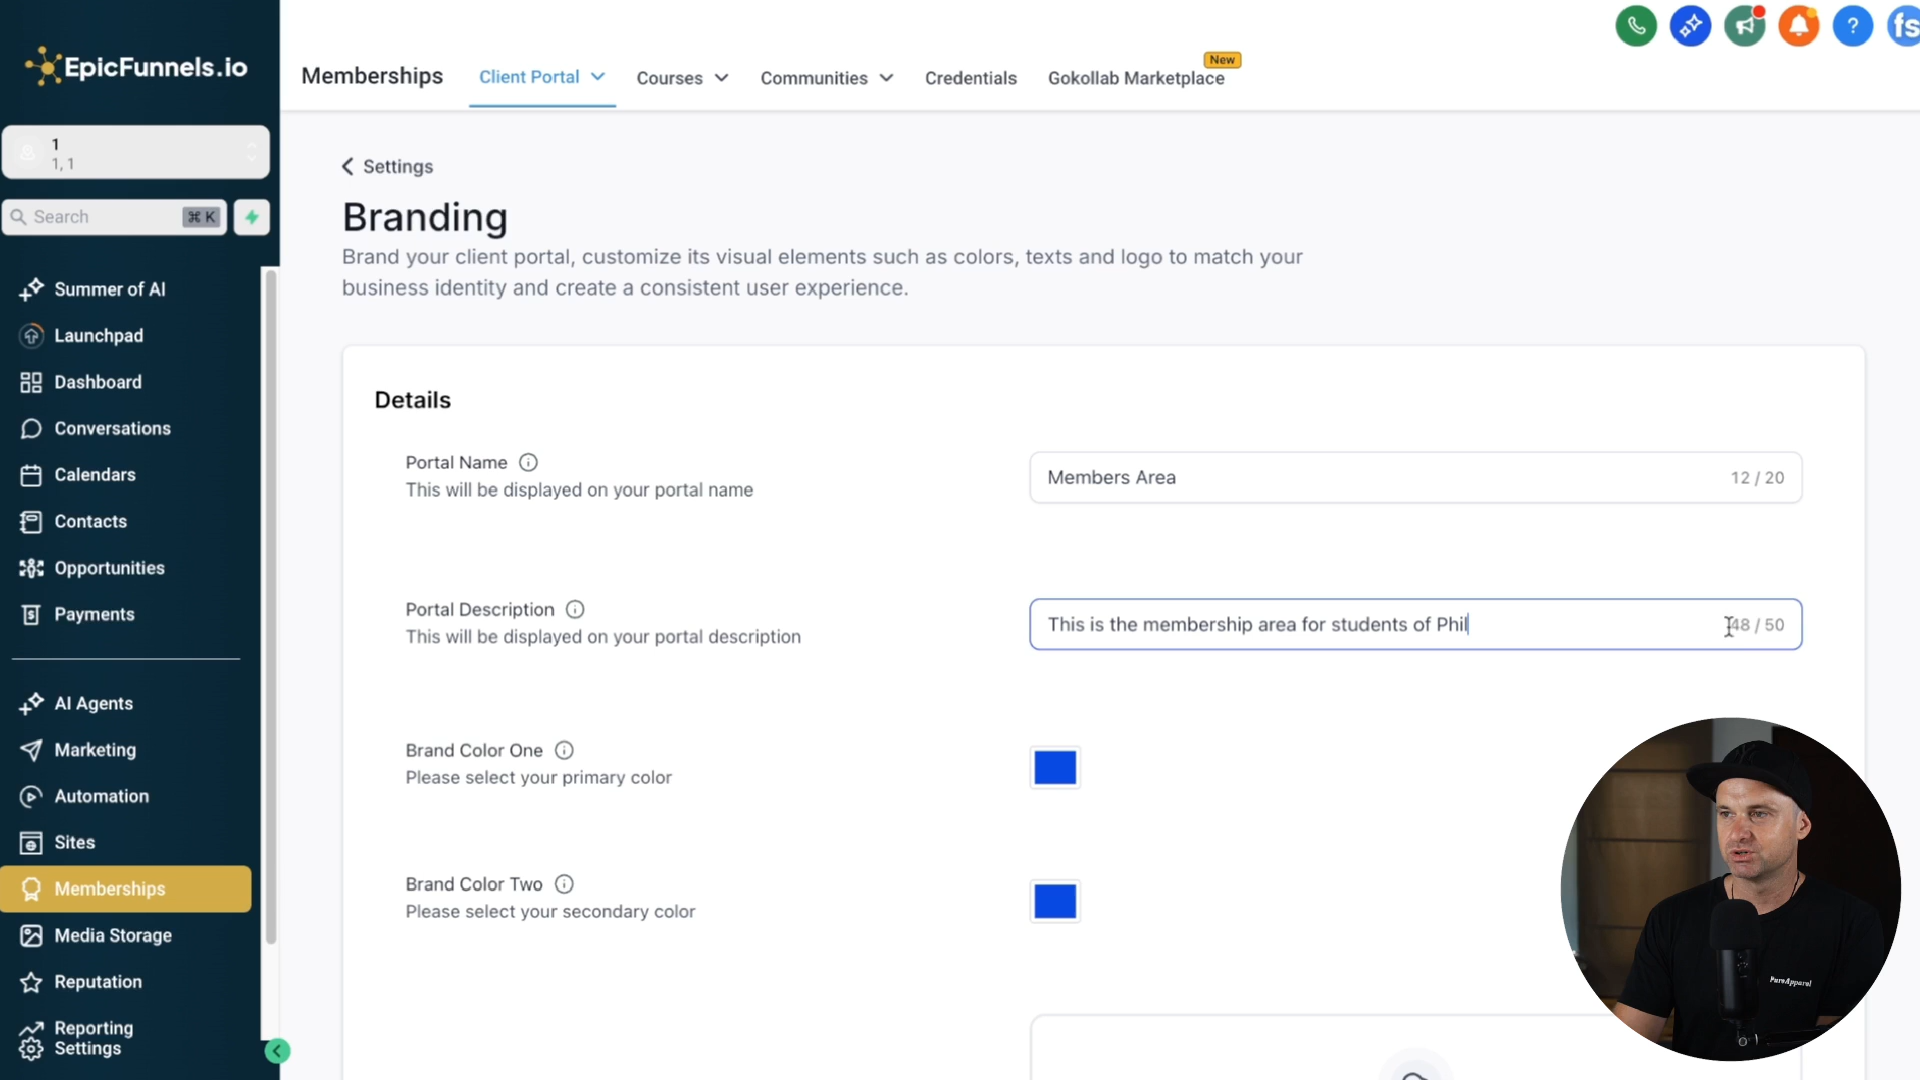 EpicFunnels.io
1
1, 1
Search
⌘ K
Summer of AI
Launchpad
Dashboard
Conversations
Calendars
Contacts
Opportunities
Payments
AI Agents
Marketing
Automation
Sites
Memberships
Media Storage
Reputation
Reporting
Settings
Memberships
Client Portal
Courses
Communities
Credentials
Gokollab Marketplace
New
?
fs
Settings
Branding
Brand your client portal, customize its visual elements such as colors, texts and logo to match your
business identity and create a consistent user experience.
Details
Portal Name
This will be displayed on your portal name
Members Area
12 / 20
Portal Description
This will be displayed on your portal description
This is the membership area for students of Phil
48 / 50
Brand Color One
Please select your primary color
Brand Color Two
Please select your secondary color
PureApparel